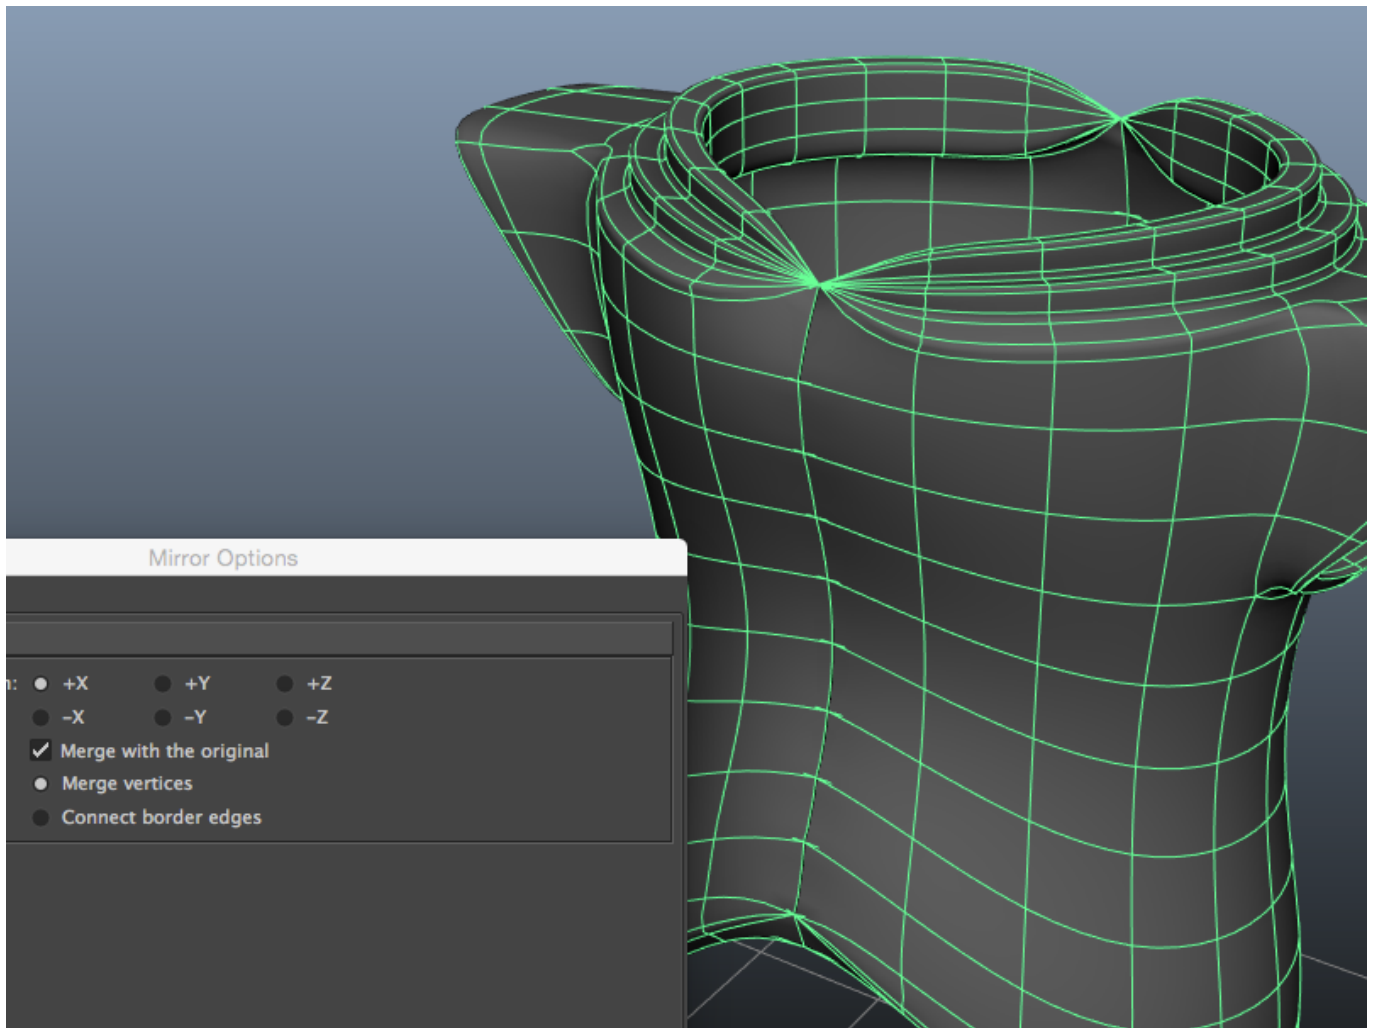 Mirror Options
+X +Y +Z
-X -Y -Z
Merge with the original
Merge vertices
Connect border edges